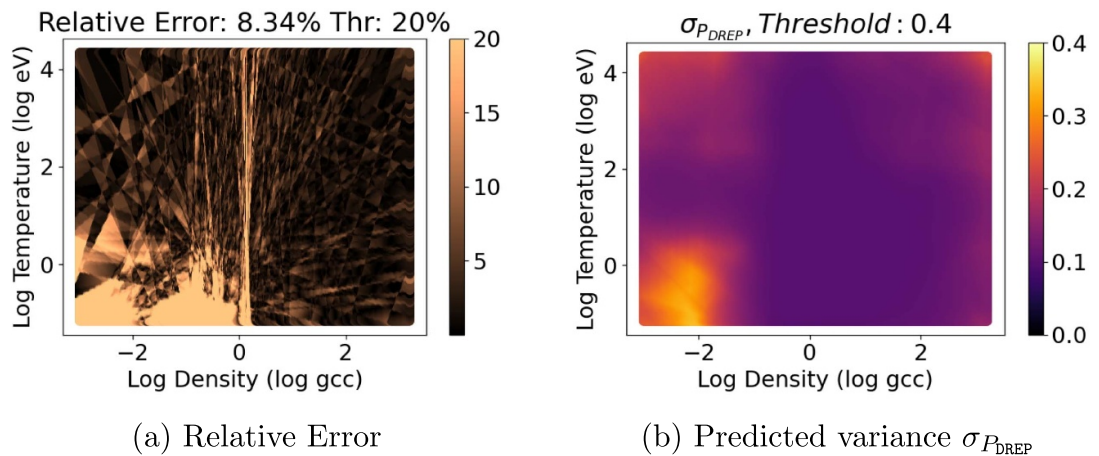 Relative Error: 8.34% Thr: 20%
Log Temperature (log eV)
4
2
0
−2
0
2
Log Density (log gcc)
20
15
10
5
(a) Relative Error
σ_{P_{DREP}}, Threshold : 0.4
Log Temperature (log eV)
4
2
0
−2
0
2
Log Density (log gcc)
0.4
0.3
0.2
0.1
0.0
(b) Predicted variance σ_{P_{DREP}}